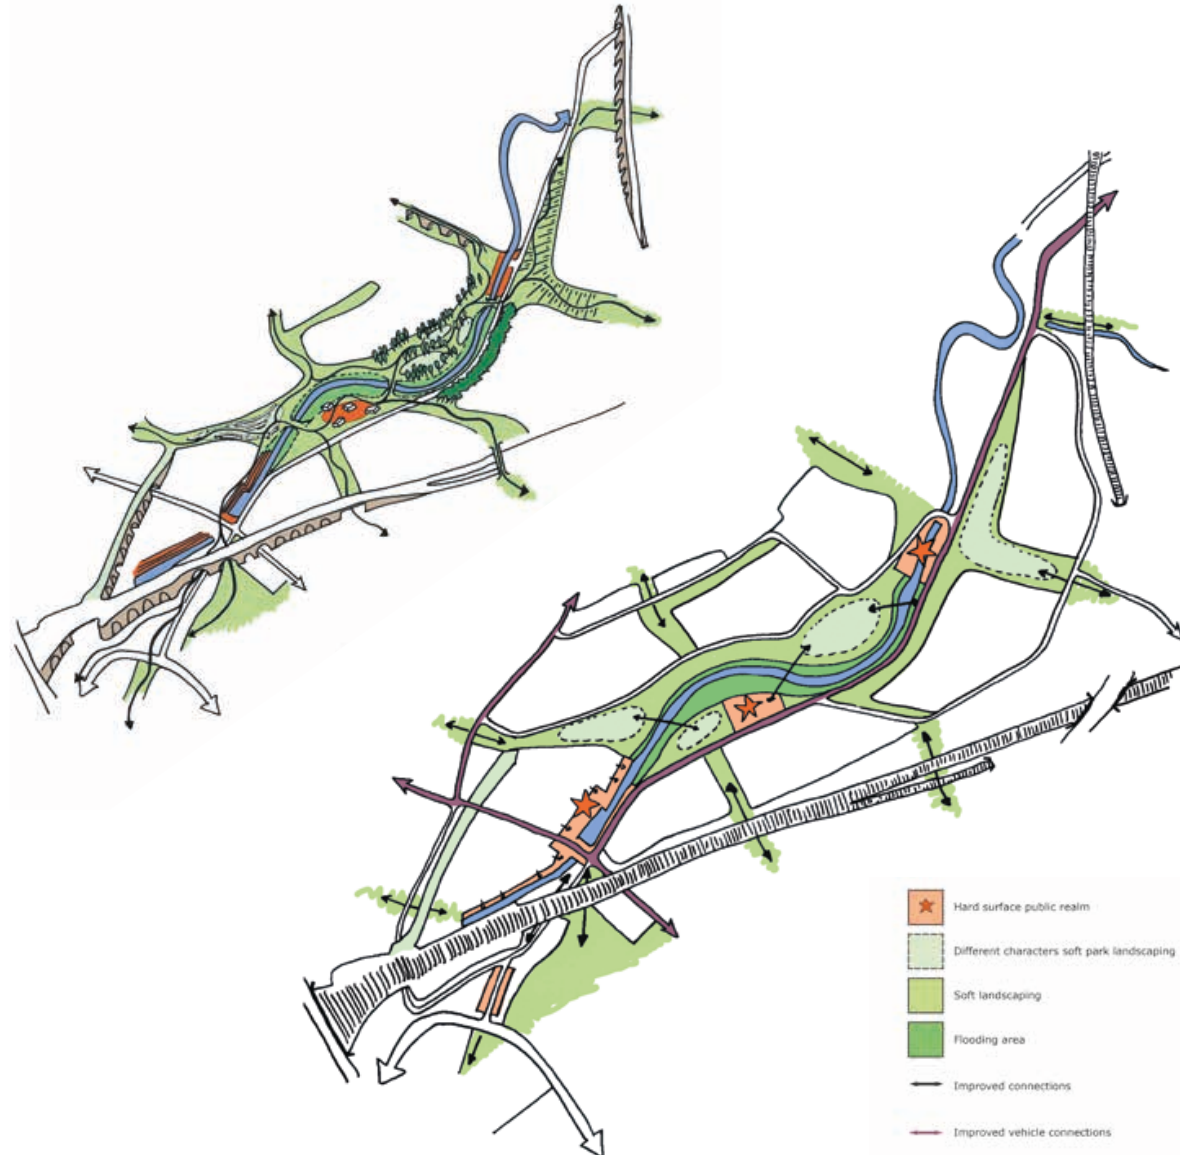 Hard surface public realm
Different characters soft park landscaping
Soft landscaping
Flooding area
Improved connections
Improved vehicle connections